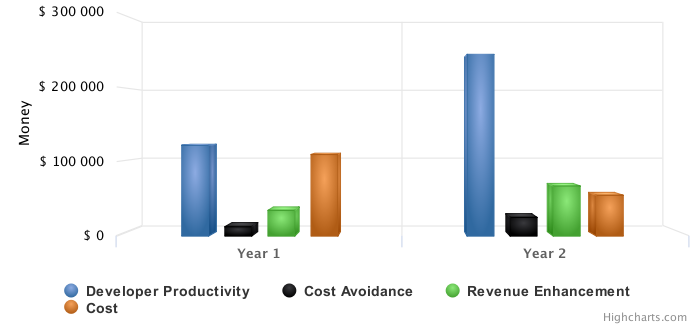 $ 300 000
$ 200 000
$ 100 000
$ 0
Money
Year 1
Year 2
Developer Productivity
Cost Avoidance
Revenue Enhancement
Cost
Highcharts.com